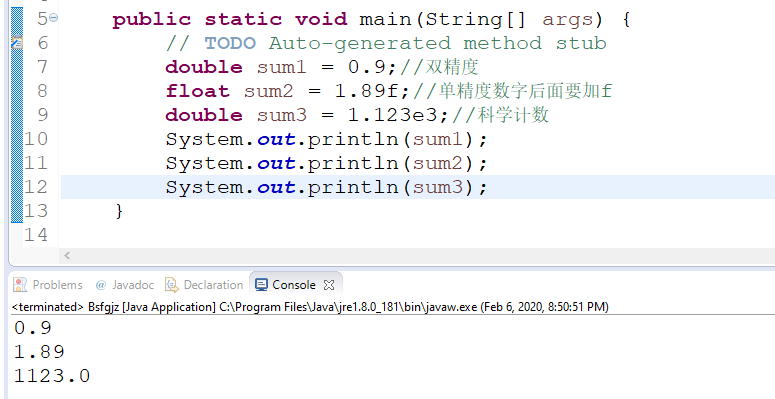 5 public static void main(String[] args) {
6 // TODO Auto-generated method stub
7 double sum1 = 0.9;//双精度
8 float sum2 = 1.89f;//单精度数字后面要加f
9 double sum3 = 1.123e3;//科学计数
10 System.out.println(sum1);
11 System.out.println(sum2);
12 System.out.println(sum3);
13 }
14
Problems @ Javadoc Declaration Console
<terminated> Bsfgjz [Java Application] C:\Program Files\Java\jre1.8.0_181\bin\javaw.exe (Feb 6, 2020, 8:50:51 PM)
0.9
1.89
1123.0